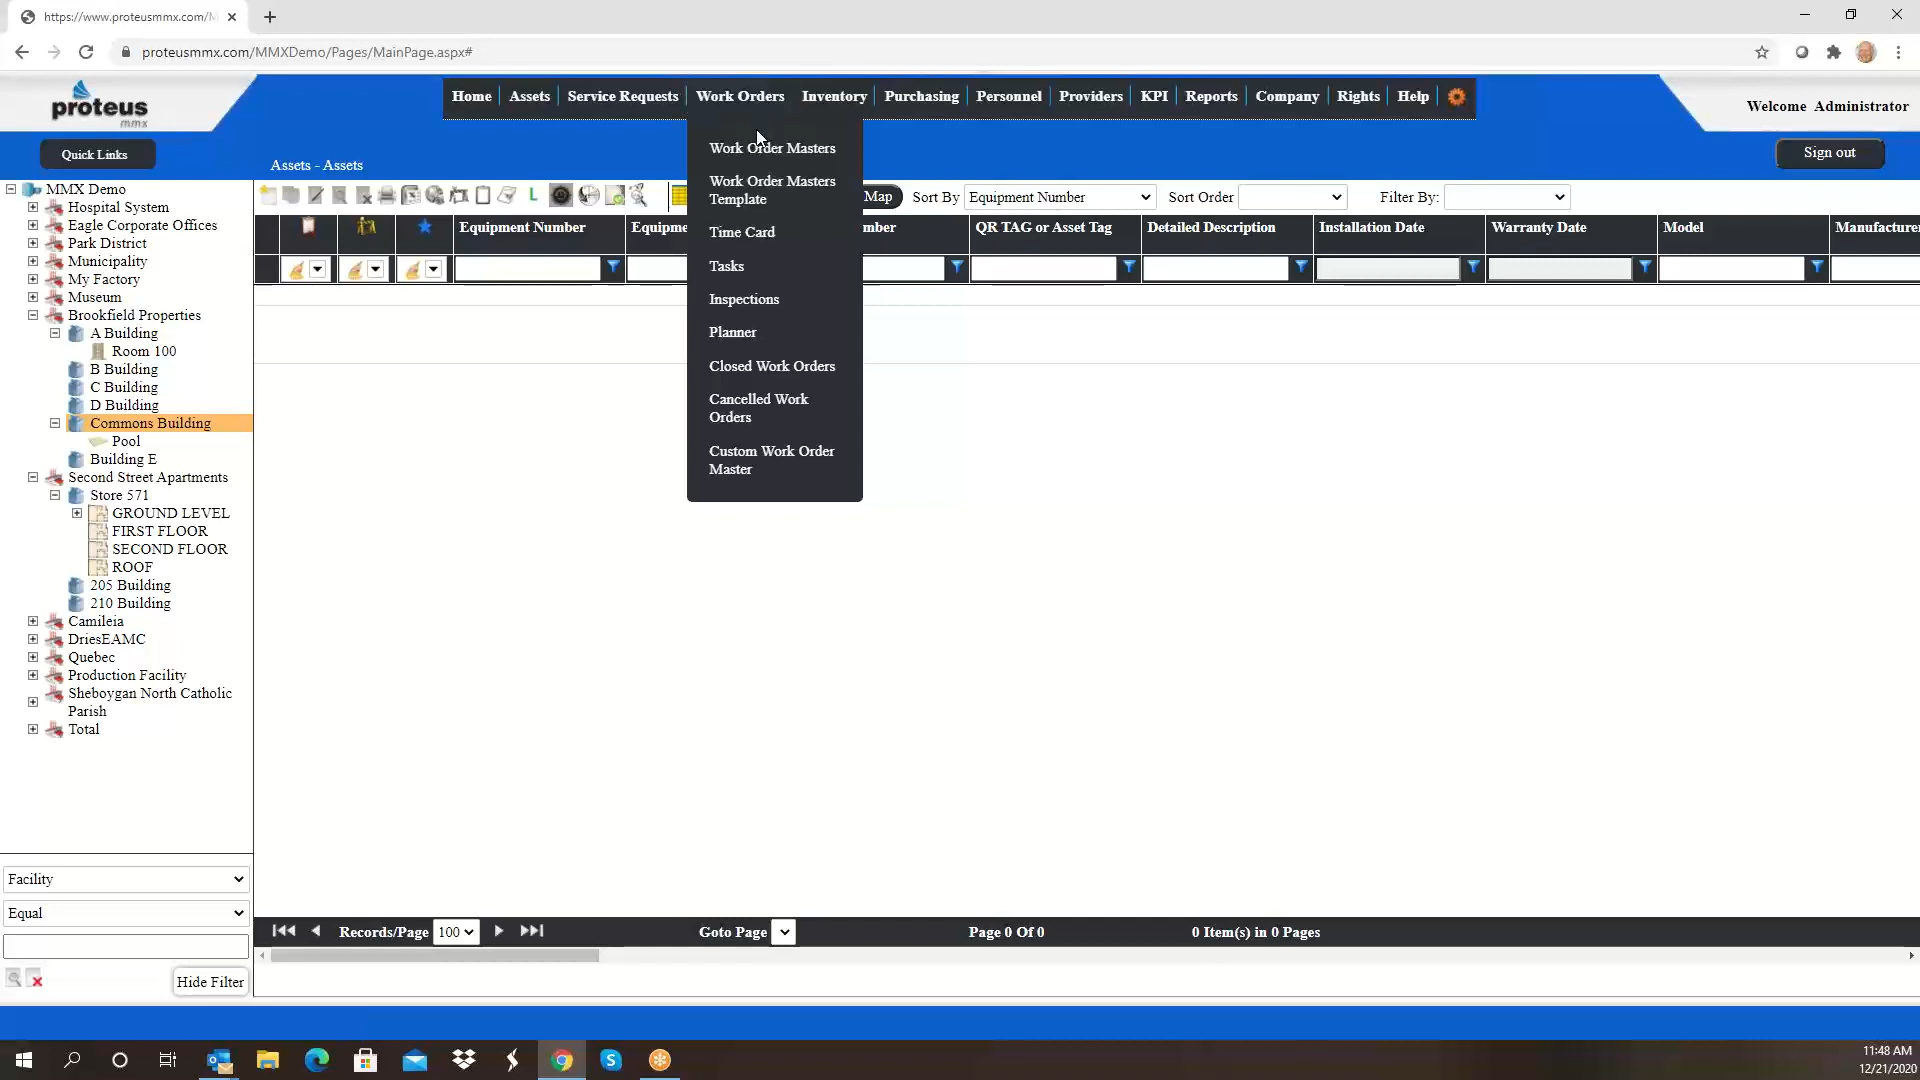 https://www.proteusmmx.com/M
proteusmmx.com/MMXDemo/Pages/MainPage.aspx#
proteus
mmx
Home
Assets
Service Requests
Work Orders
Inventory
Purchasing
Personnel
Providers
KPI
Reports
Company
Rights
Help
Welcome Administrator
Quick Links
Assets - Assets
Sign out
Work Order Masters
Work Order Masters
Template
Time Card
Tasks
Inspections
Planner
Closed Work Orders
Cancelled Work
Orders
Custom Work Order
Master
L
Map
Sort By
Equipment Number
Sort Order
Filter By:
Equipment Number
Equipme
mber
QR TAG or Asset Tag
Detailed Description
Installation Date
Warranty Date
Model
Manufacturer
MMX Demo
Hospital System
Eagle Corporate Offices
Park District
Municipality
My Factory
Museum
Brookfield Properties
A Building
Room 100
B Building
C Building
D Building
Commons Building
Pool
Building E
Second Street Apartments
Store 571
GROUND LEVEL
FIRST FLOOR
SECOND FLOOR
ROOF
205 Building
210 Building
Camileia
DriesEAMC
Quebec
Production Facility
Sheboygan North Catholic
Parish
Total
Facility
Equal
Hide Filter
Records/Page
100
Goto Page
Page 0 Of 0
0 Item(s) in 0 Pages
11:48 AM
12/21/2020